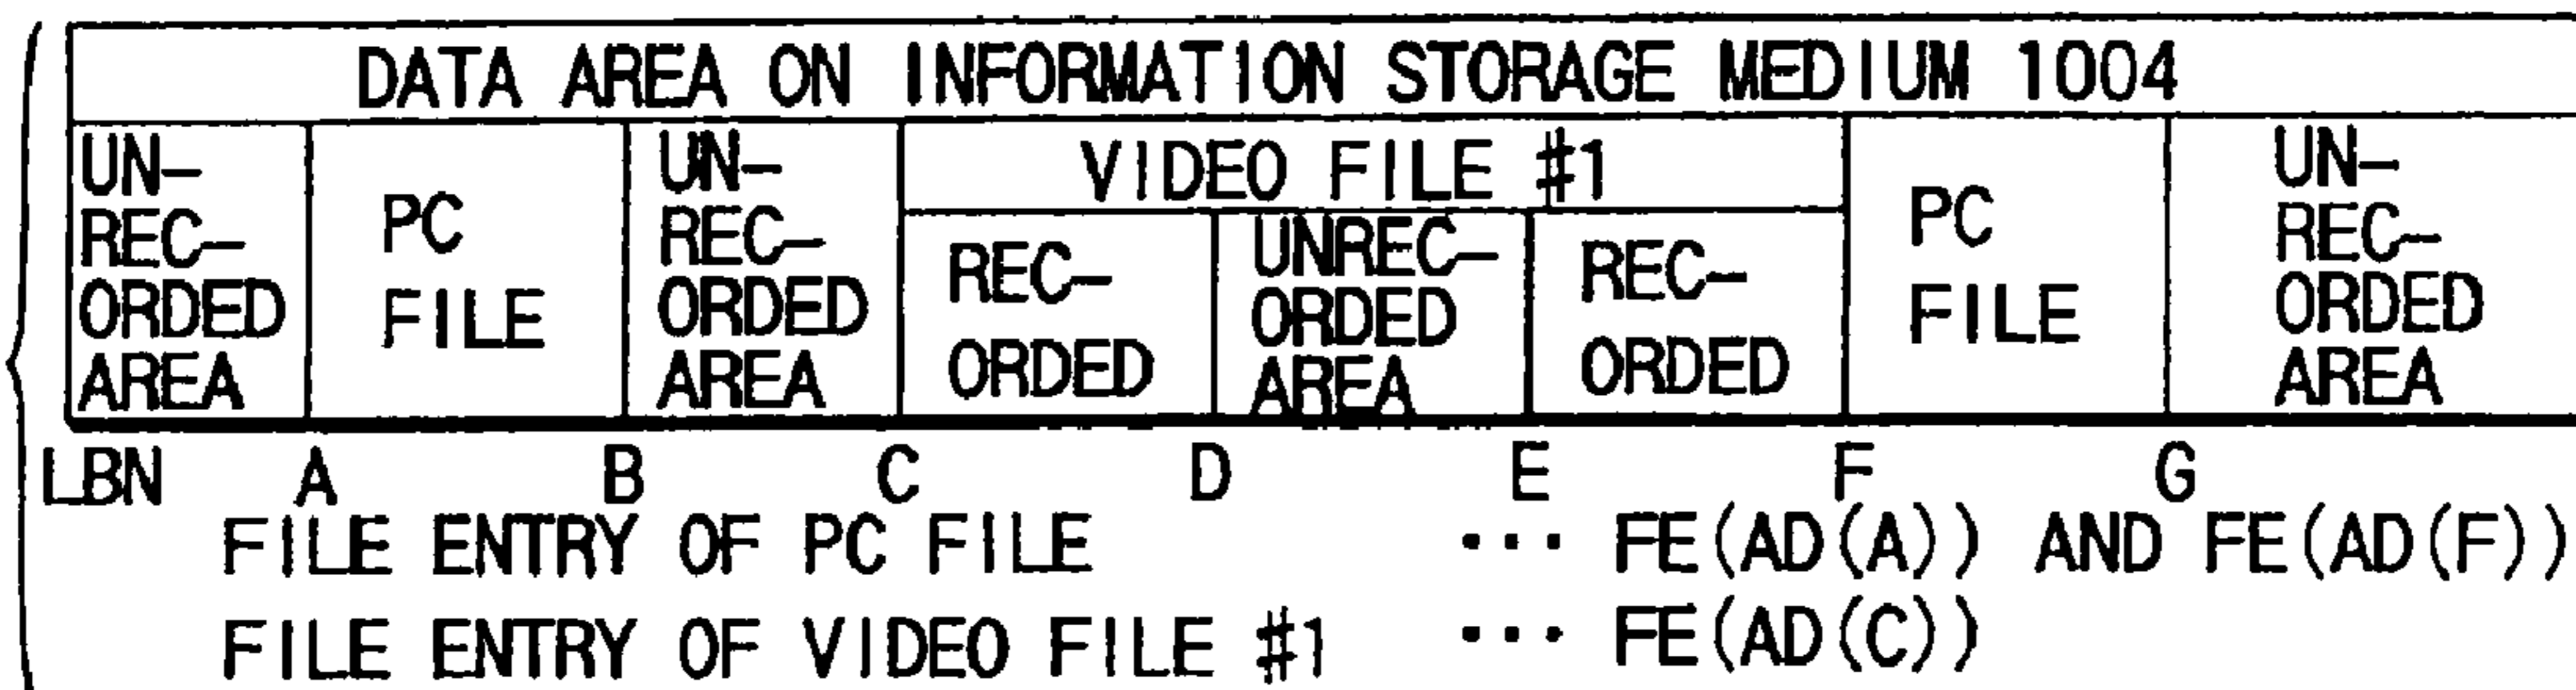 DATA AREA ON INFORMATION STORAGE MEDIUM 1004
UN-
REC-
ORDED
AREA
PC
FILE
UN-
REC-
ORDED
AREA
VIDEO FILE #1
REC-
ORDED
UNREC-
ORDED
AREA
REC-
ORDED
PC
FILE
UN-
REC-
ORDED
AREA
LBN A B C D E F G
FILE ENTRY OF PC FILE ··· FE(AD(A)) AND FE(AD(F))
FILE ENTRY OF VIDEO FILE #1 ··· FE(AD(C))